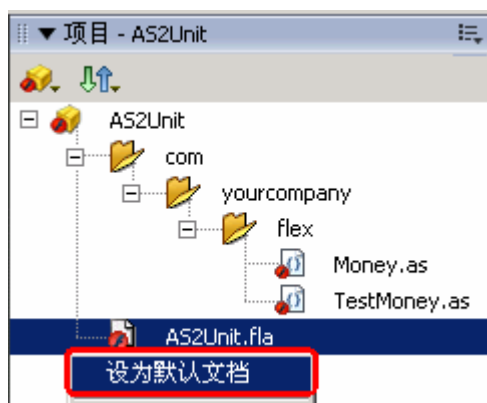 项目 - AS2Unit
AS2Unit
com
yourcompany
flex
Money.as
TestMoney.as
AS2Unit.fla
设为默认文档